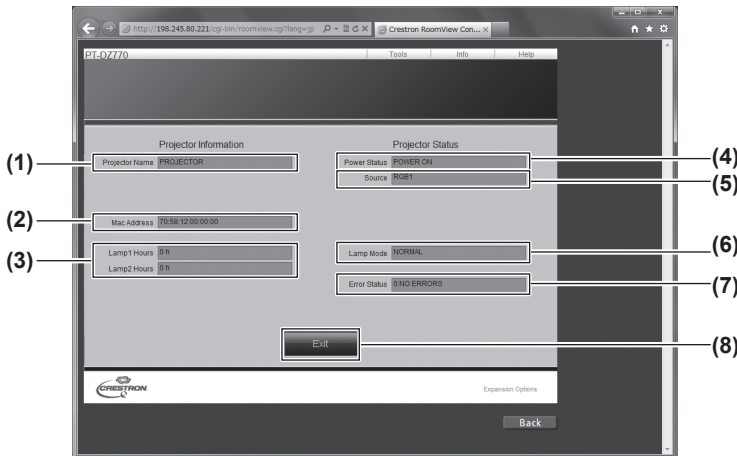 http://198.245.80.221/cgi-bin/roomview.cgi?lang=jp
Crestron RoomView Con... ×
PT-DZ770
Tools Info Help
Projector Information
Projector Status
(1)
Projector Name PROJECTOR
Power Status POWER ON
(4)
Source RGB1
(5)
(2)
Mac Address 70:58:12:00:00:00
(3)
Lamp1 Hours 0 h
Lamp2 Hours 0 h
Lamp Mode NORMAL
(6)
Error Status 0:NO ERRORS
(7)
Exit
(8)
CRESTRON
Expansion Options
Back